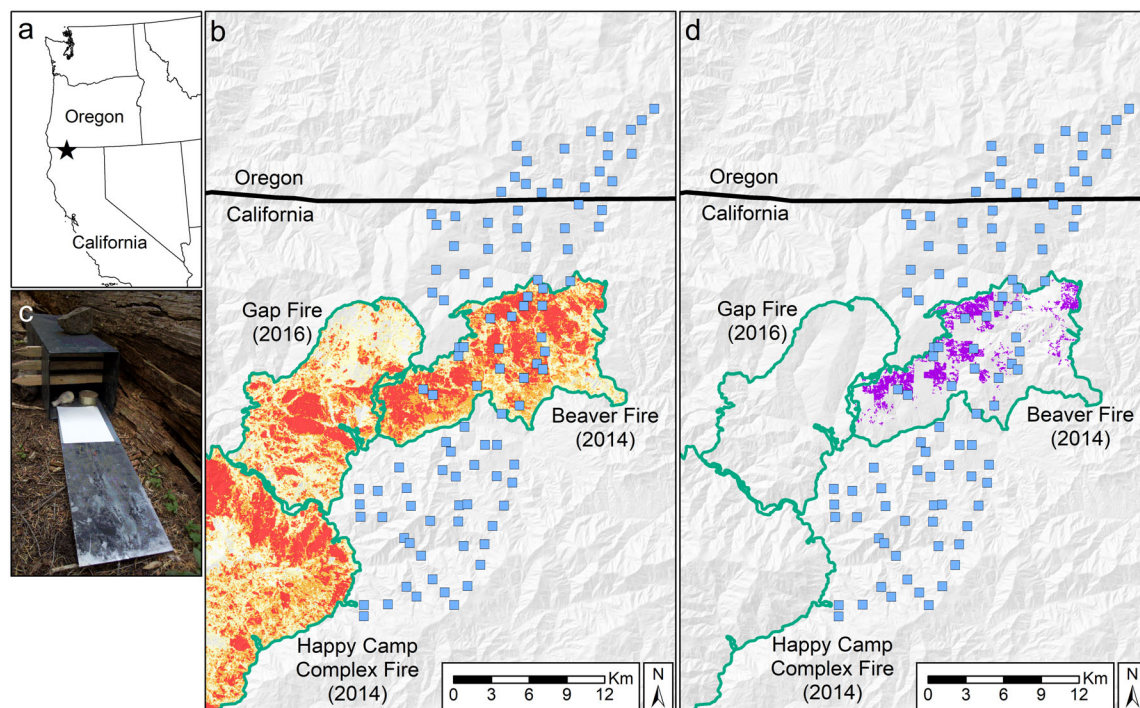 a
Oregon
California
c
b
Oregon
California
Gap Fire
(2016)
Beaver Fire
(2014)
Happy Camp
Complex Fire
(2014)
0 3 6 9 12 Km
N
d
Oregon
California
Gap Fire
(2016)
Beaver Fire
(2014)
Happy Camp
Complex Fire
(2014)
0 3 6 9 12 Km
N